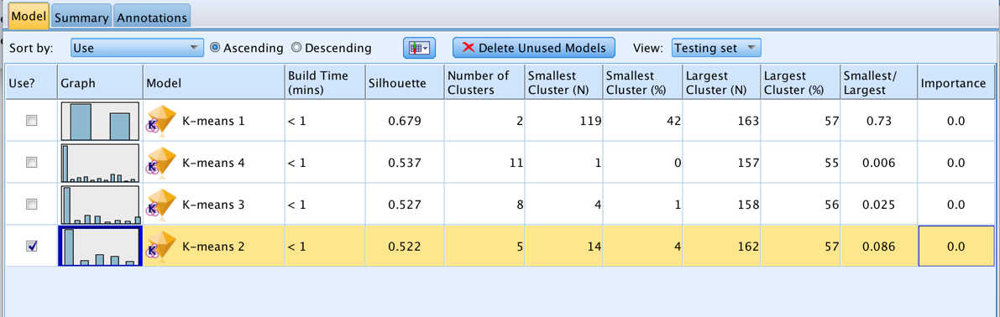 Model Summary Annotations
Sort by: Use Ascending Descending Delete Unused Models View: Testing set
Use? Graph Model Build Time (mins) Silhouette Number of Clusters Smallest Cluster (N) Smallest Cluster (%) Largest Cluster (N) Largest Cluster (%) Smallest/ Largest Importance
K-means 1 < 1 0.679 2 119 42 163 57 0.73 0.0
K-means 4 < 1 0.537 11 1 0 157 55 0.006 0.0
K-means 3 < 1 0.527 8 4 1 158 56 0.025 0.0
K-means 2 < 1 0.522 5 14 4 162 57 0.086 0.0